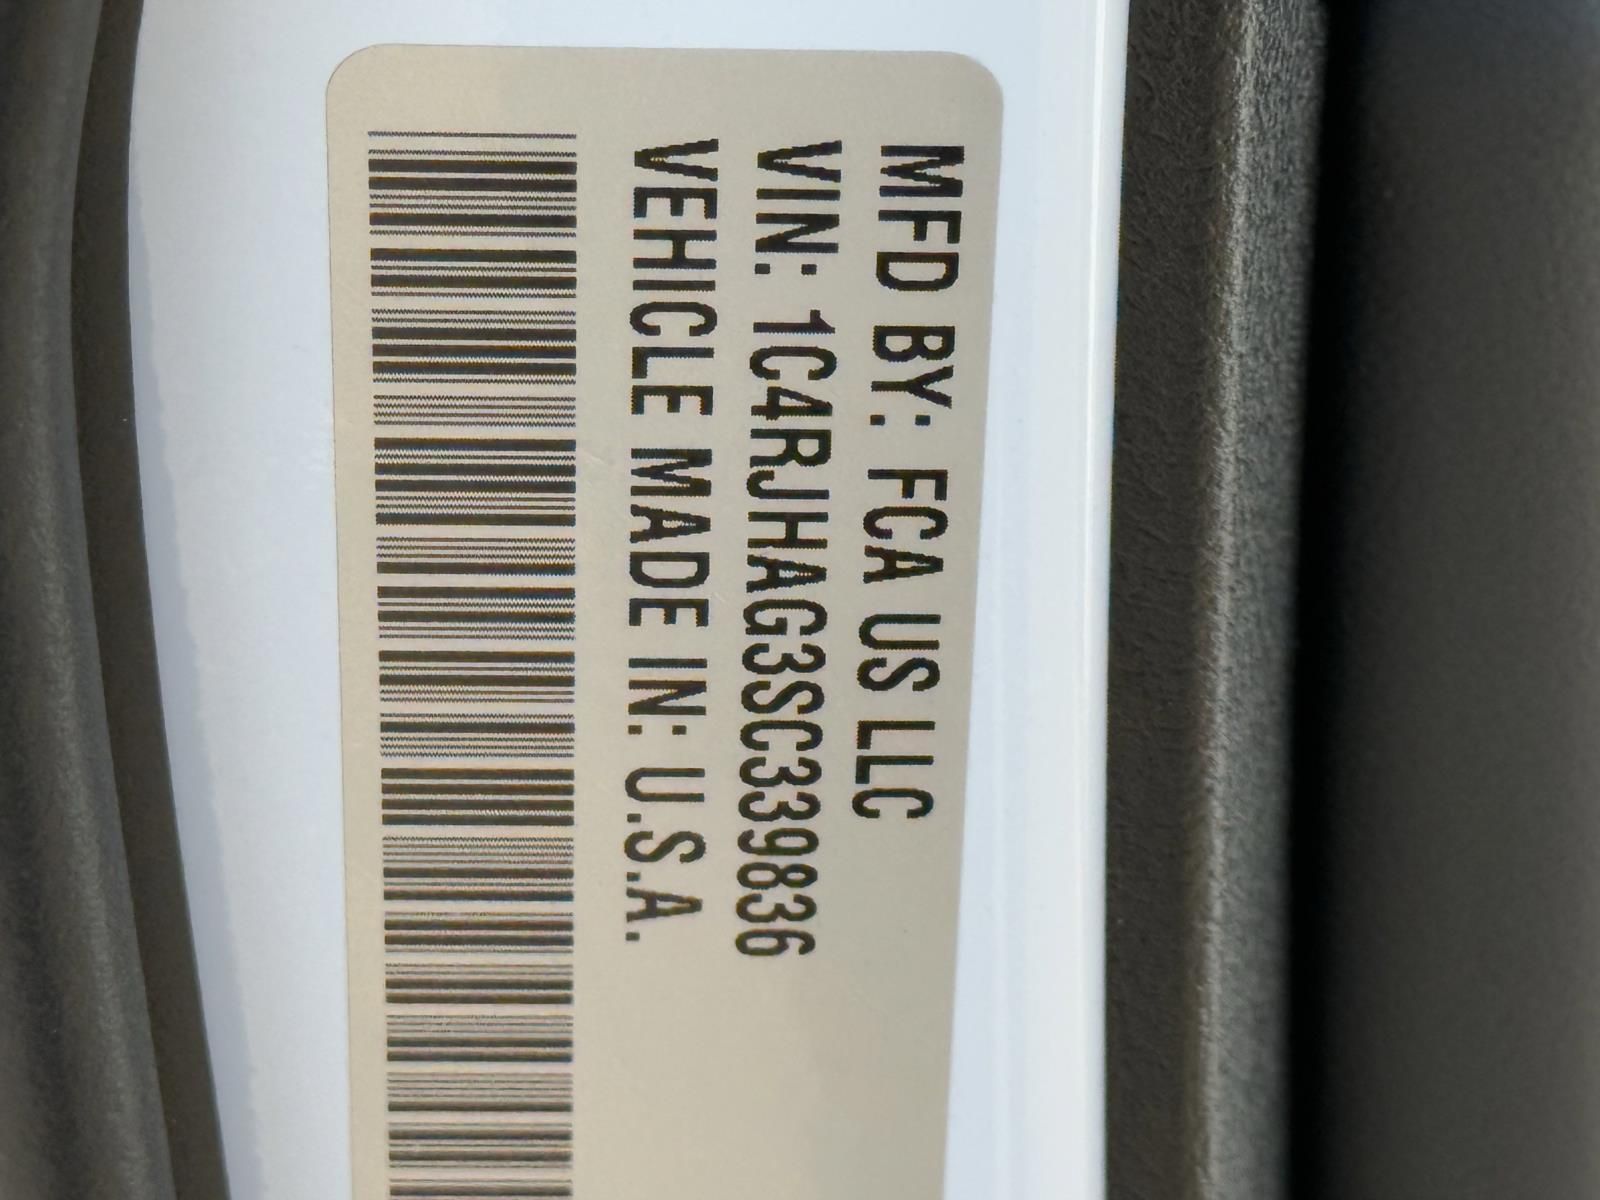 MFD BY: FCA US LLC
VIN: 1C4RJHAG3SC339836
VEHICLE MADE IN: U.S.A.